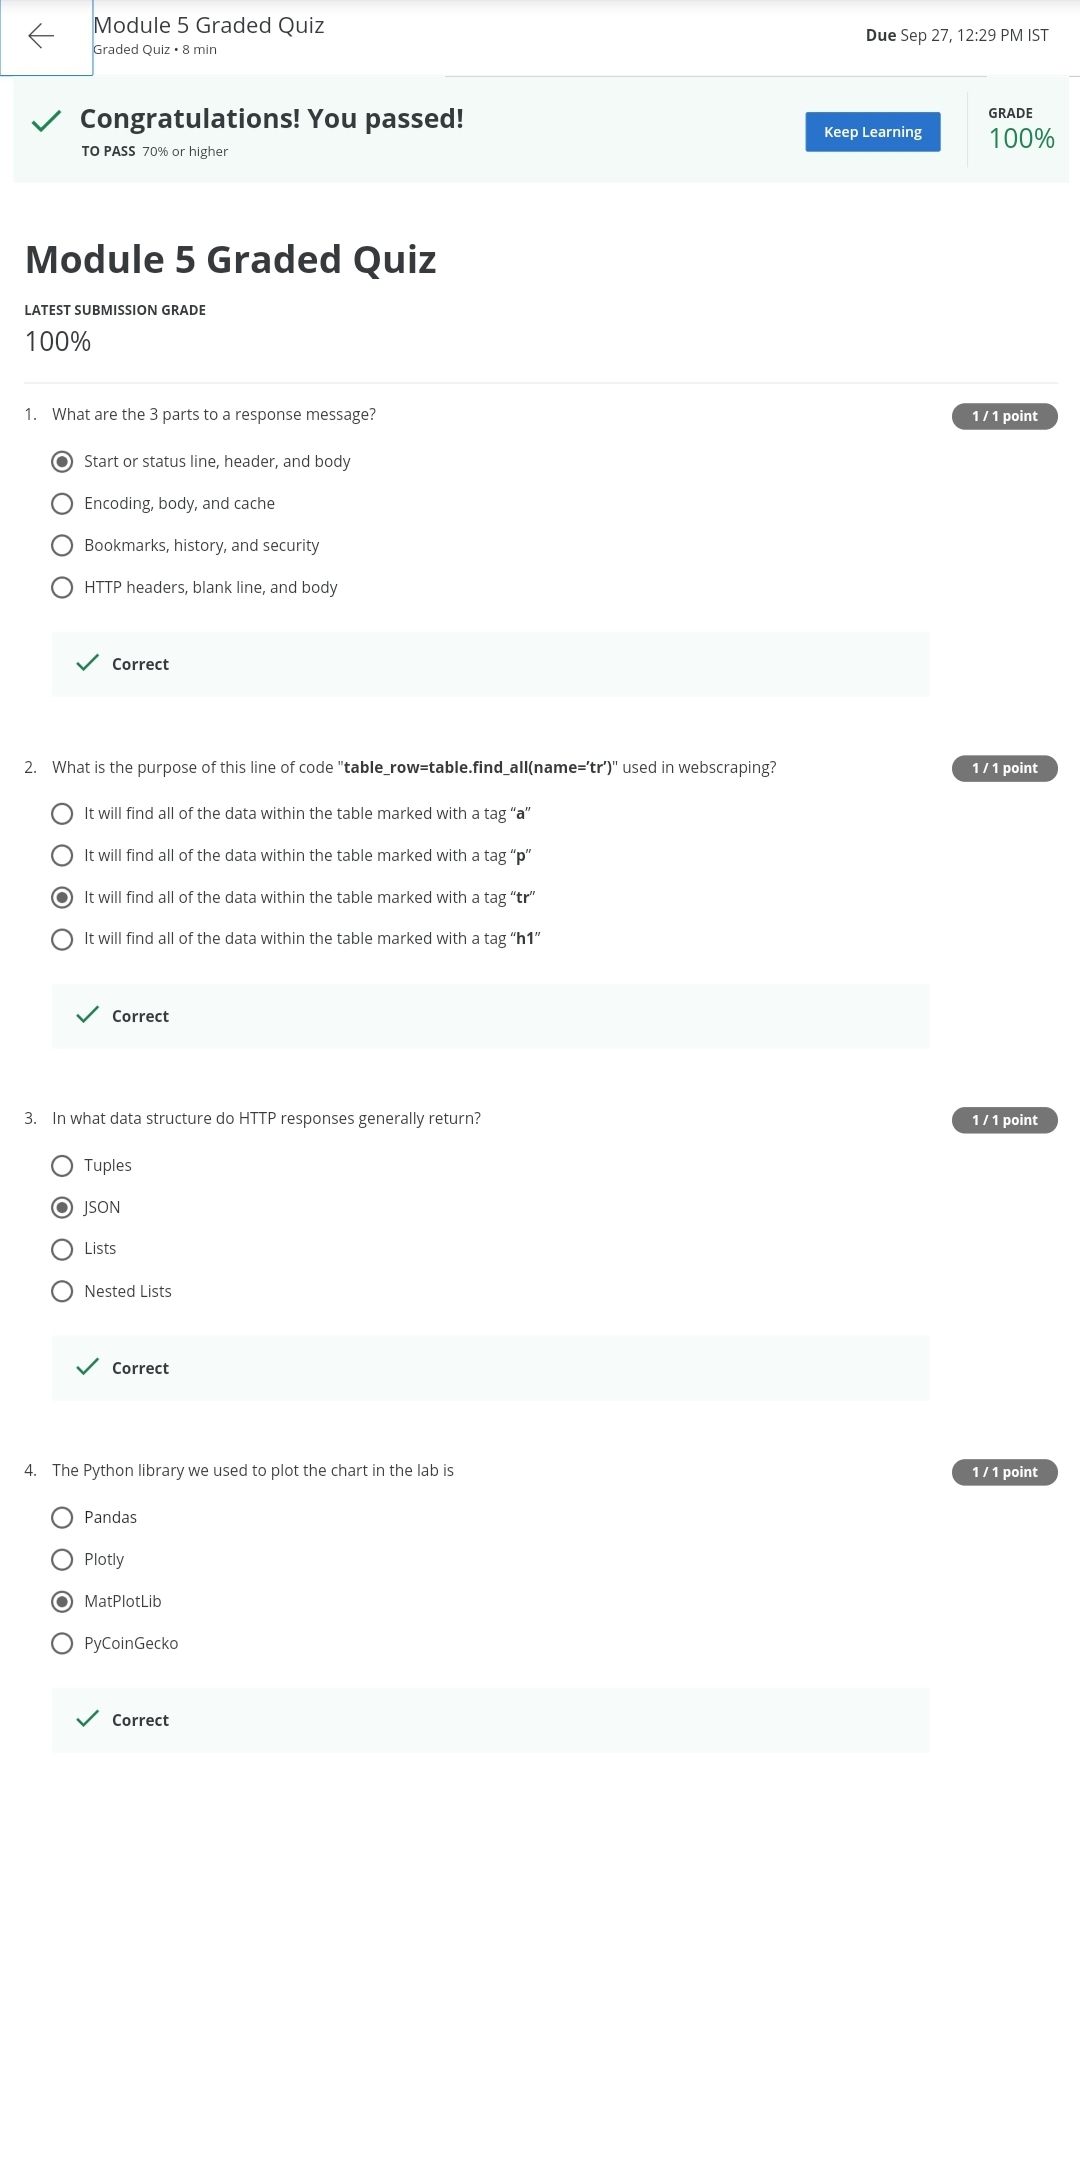 Module 5 Graded Quiz
Graded Quiz • 8 min
Due Sep 27, 12:29 PM IST
Congratulations! You passed!
TO PASS 70% or higher
Keep Learning
GRADE
100%
Module 5 Graded Quiz
LATEST SUBMISSION GRADE
100%
1. What are the 3 parts to a response message?
1 / 1 point
Start or status line, header, and body
Encoding, body, and cache
Bookmarks, history, and security
HTTP headers, blank line, and body
Correct
2. What is the purpose of this line of code "table_row=table.find_all(name=’tr’)" used in webscraping?
1 / 1 point
It will find all of the data within the table marked with a tag “a”
It will find all of the data within the table marked with a tag “p”
It will find all of the data within the table marked with a tag “tr”
It will find all of the data within the table marked with a tag “h1”
Correct
3. In what data structure do HTTP responses generally return?
1 / 1 point
Tuples
JSON
Lists
Nested Lists
Correct
4. The Python library we used to plot the chart in the lab is
1 / 1 point
Pandas
Plotly
MatPlotLib
PyCoinGecko
Correct